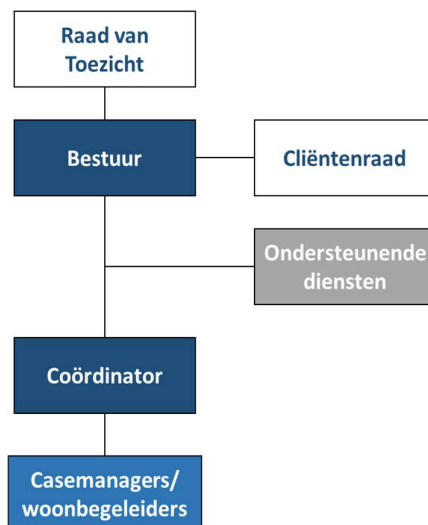 Raad van
Toezicht
Bestuur
Cliëntenraad
Ondersteunende
diensten
Coördinator
Casemanagers/
woonbegeleiders